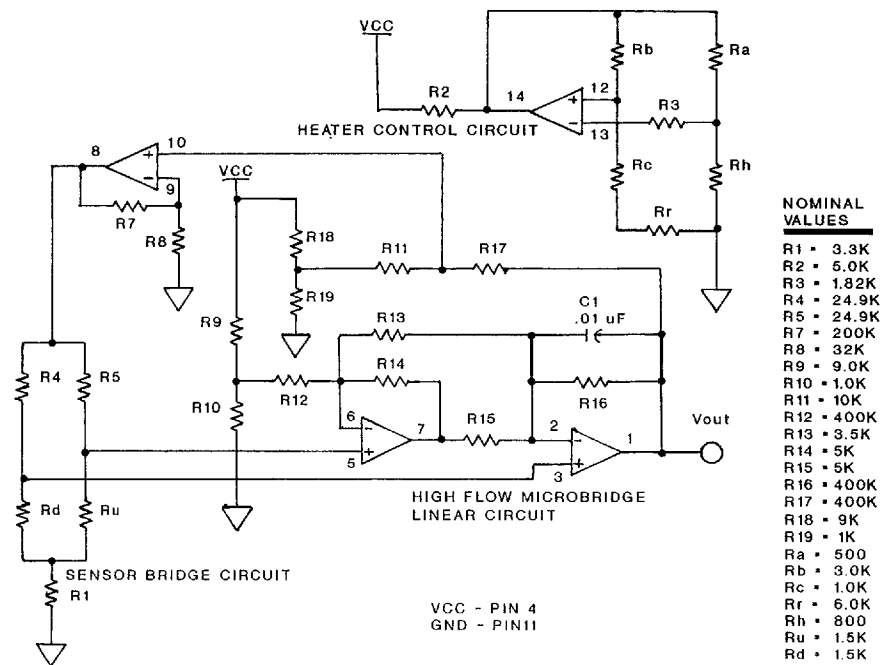 VCC
Rb
Ra
R2
14
12
+
-
13
R3
HEATER CONTROL CIRCUIT
Rc
Rh
Rr
8
10
+
-
9
R7
R8
VCC
R18
R11
R17
R19
R9
R13
C1
.01 uF
R14
R12
R16
R10
6
-
7
R15
2
-
1
Vout
5
+
3
+
R4
R5
HIGH FLOW MICROBRIDGE
LINEAR CIRCUIT
Rd
Ru
SENSOR BRIDGE CIRCUIT
R1
VCC - PIN 4
GND - PIN11
NOMINAL
VALUES
R1 = 3.3K
R2 = 5.0K
R3 = 1.82K
R4 = 24.9K
R5 = 24.9K
R7 = 200K
R8 = 32K
R9 = 9.0K
R10 = 1.0K
R11 = 10K
R12 = 400K
R13 = 3.5K
R14 = 5K
R15 = 5K
R16 = 400K
R17 = 400K
R18 = 9K
R19 = 1K
Ra = 500
Rb = 3.0K
Rc = 1.0K
Rr = 6.0K
Rh = 800
Ru = 1.5K
Rd = 1.5K